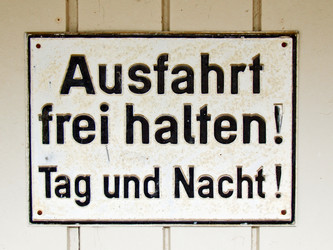 Ausfahrt
frei halten!
Tag und Nacht!